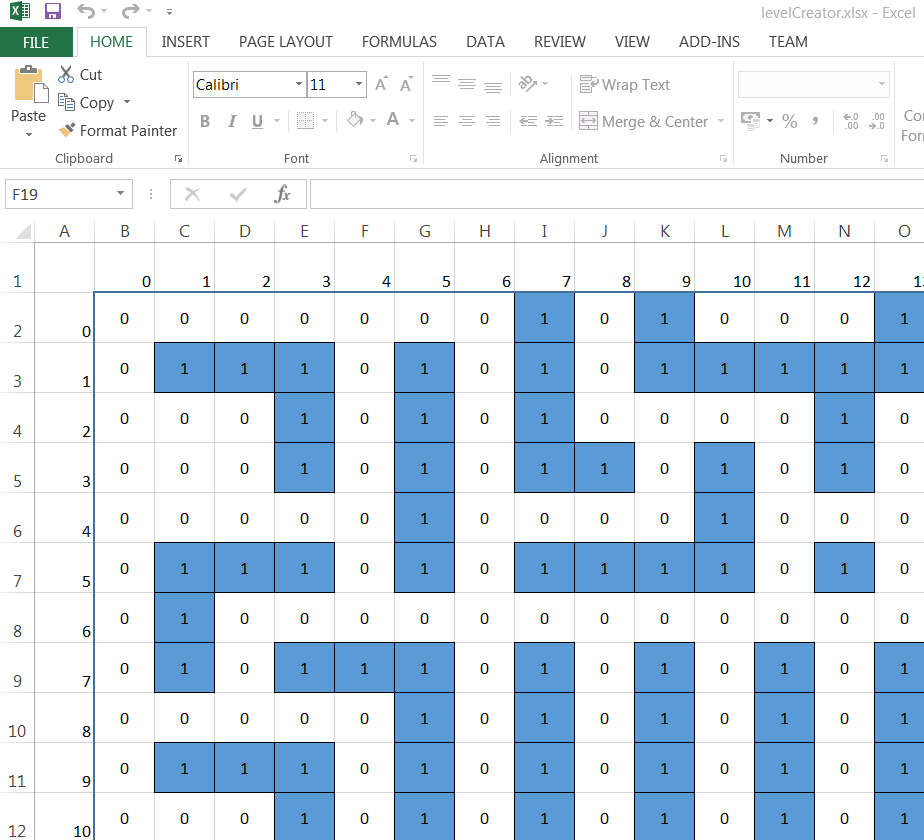 levelCreator.xlsx - Excel
FILE HOME INSERT PAGE LAYOUT FORMULAS DATA REVIEW VIEW ADD-INS TEAM
Cut
Calibri 11 A A Wrap Text
Copy
Paste
B I U A Merge & Center % , Co
Format Painter For
Clipboard Font Alignment Number
F19 fx
A B C D E F G H I J K L M N O
1 0 1 2 3 4 5 6 7 8 9 10 11 12 13
2 0 0 0 0 0 0 0 0 1 0 1 0 0 0 1
3 1 0 1 1 1 0 1 0 1 0 1 1 1 1 1
4 2 0 0 0 1 0 1 0 1 0 0 0 0 1 0
5 3 0 0 0 1 0 1 0 1 1 0 1 0 1 0
6 4 0 0 0 0 0 1 0 0 0 0 1 0 0 0
7 5 0 1 1 1 0 1 0 1 1 1 1 0 1 0
8 6 0 1 0 0 0 0 0 0 0 0 0 0 0 0
9 7 0 1 0 1 1 1 0 1 0 1 0 1 0 1
10 8 0 0 0 0 0 1 0 1 0 1 0 1 0 1
11 9 0 1 1 1 0 1 0 1 0 1 0 1 0 1
12 10 0 0 0 1 0 1 0 1 0 1 0 1 0 1